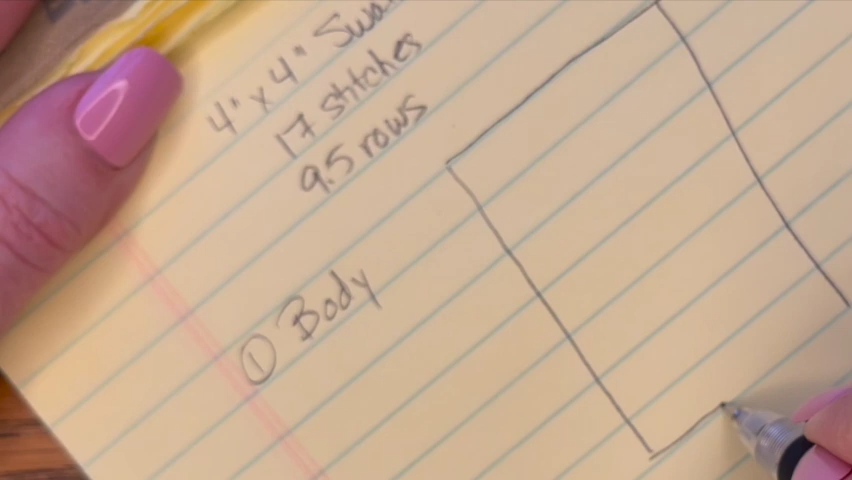 4" x 4"
17 stitches
9.5 rows
① Body